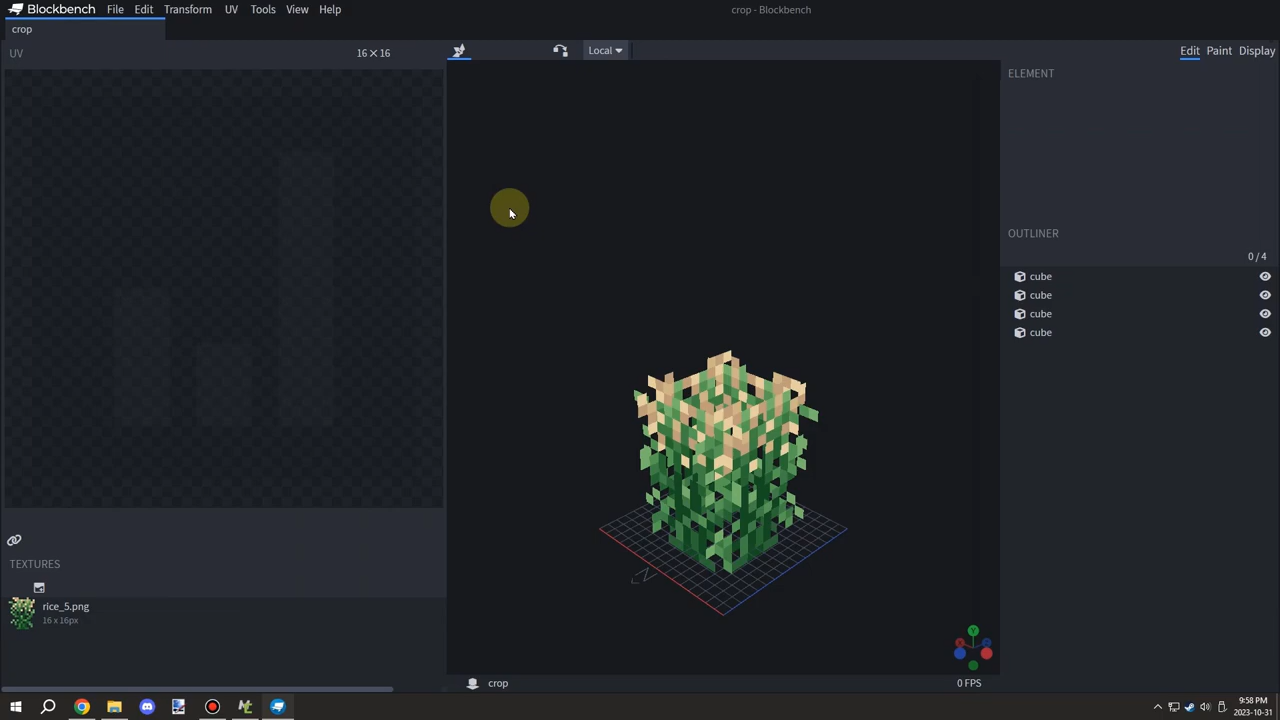 Blockbench File Edit Transform UV Tools View Help
crop - Blockbench
crop
UV
16 × 16
Local
Edit Paint Display
ELEMENT
OUTLINER
0 / 4
cube
cube
cube
cube
TEXTURES
rice_5.png
16 x 16px
crop
0 FPS
9:58 PM
2023-10-31